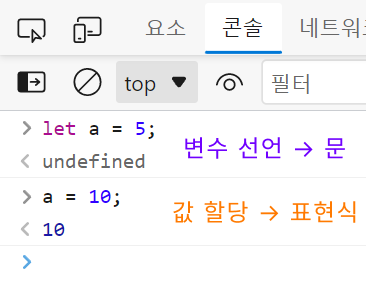 요소 콘솔 네트워크
top 필터
let a = 5;
undefined
변수 선언 → 문
a = 10;
값 할당 → 표현식
10